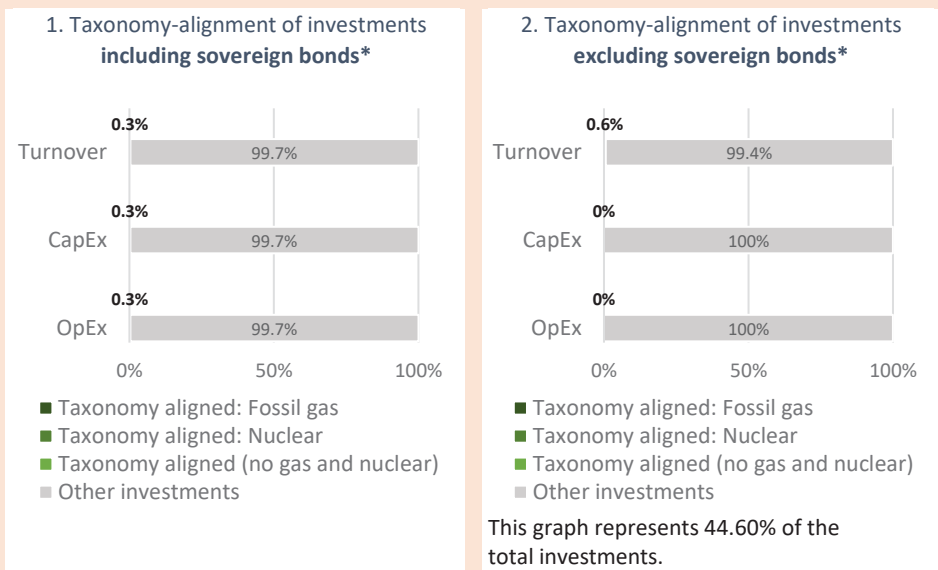 1. Taxonomy-alignment of investments
including sovereign bonds*
0.3%
Turnover
99.7%
0.3%
CapEx
99.7%
0.3%
OpEx
99.7%
0%
50%
100%
■ Taxonomy aligned: Fossil gas
■ Taxonomy aligned: Nuclear
■ Taxonomy aligned (no gas and nuclear)
■ Other investments
2. Taxonomy-alignment of investments
excluding sovereign bonds*
0.6%
Turnover
99.4%
0%
CapEx
100%
0%
OpEx
100%
0%
50%
100%
■ Taxonomy aligned: Fossil gas
■ Taxonomy aligned: Nuclear
■ Taxonomy aligned (no gas and nuclear)
■ Other investments
This graph represents 44.60% of the
total investments.